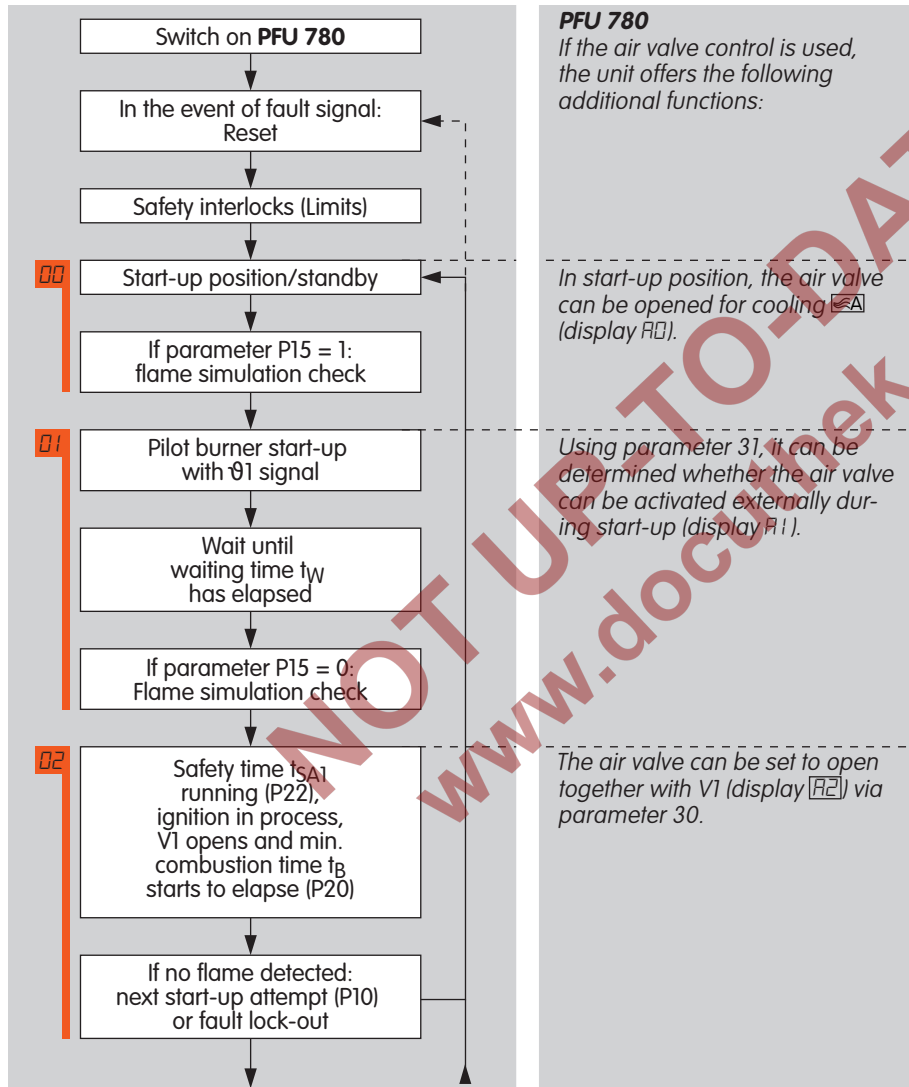 Switch on PFU 780
In the event of fault signal:
Reset
Safety interlocks (Limits)
00
Start-up position/standby
If parameter P15 = 1:
flame simulation check
01
Pilot burner start-up
with ϑ1 signal
Wait until
waiting time tW
has elapsed
If parameter P15 = 0:
Flame simulation check
02
Safety time tSA1
running (P22),
ignition in process,
V1 opens and min.
combustion time tB
starts to elapse (P20)
If no flame detected:
next start-up attempt (P10)
or fault lock-out
PFU 780
If the air valve control is used,
the unit offers the following
additional functions:
In start-up position, the air valve
can be opened for cooling A
(display A0).
Using parameter 31, it can be
determined whether the air valve
can be activated externally dur-
ing start-up (display A1).
The air valve can be set to open
together with V1 (display A2) via
parameter 30.
NOT UP-TO-DAT
www.docuthek